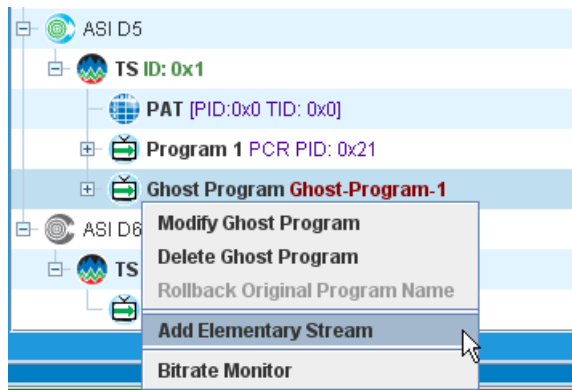 ASI D5
TS ID: 0x1
PAT [PID:0x0 TID: 0x0]
Program 1 PCR PID: 0x21
Ghost Program Ghost-Program-1
ASI D6
Modify Ghost Program
Delete Ghost Program
TS
Rollback Original Program Name
Add Elementary Stream
Bitrate Monitor